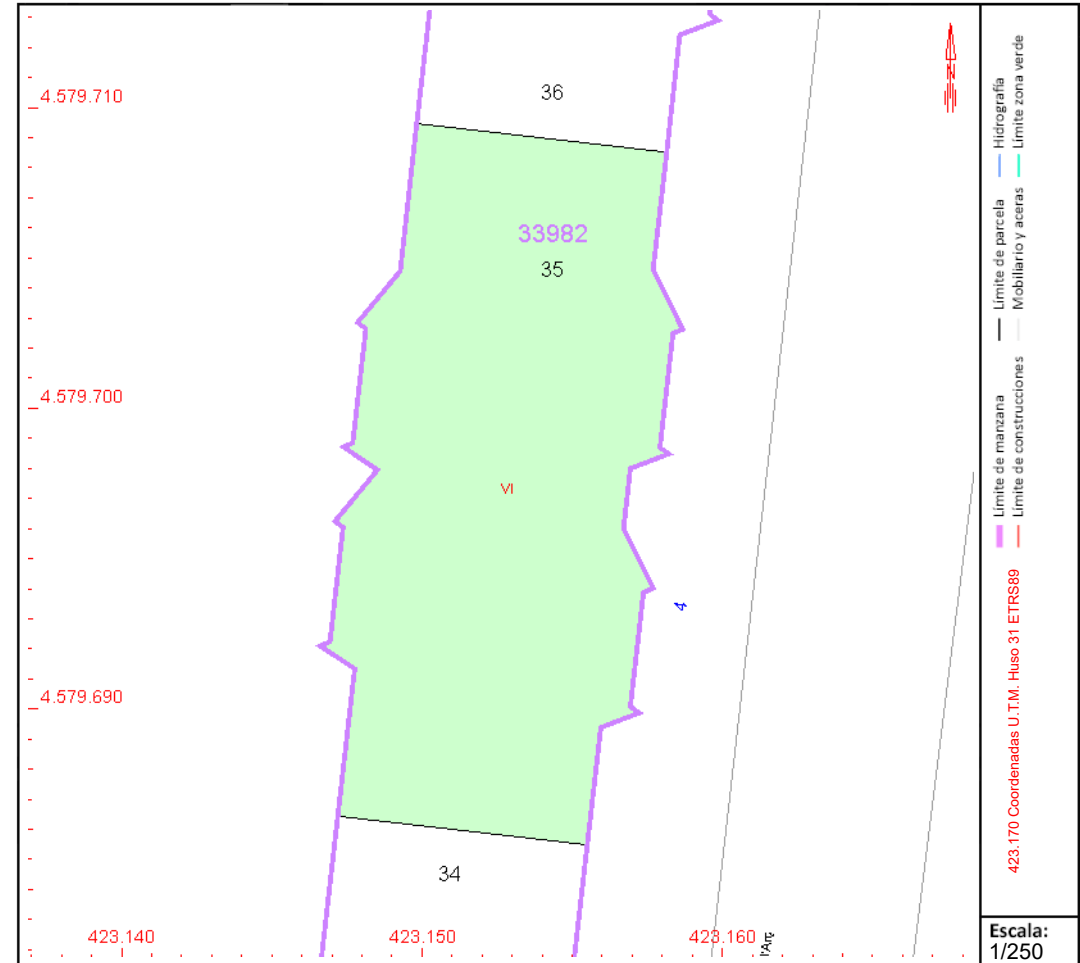 4.579.710
36
33982
35
4.579.700
VI
4
4.579.690
34
423.140
423.150
423.160
N
Límite de manzana
Límite de parcela
Hidrografía
Límite de construcciones
Mobiliario y aceras
Límite zona verde
423.170 Coordenadas U.T.M. Huso 31 ETRS89
Escala:
1/250